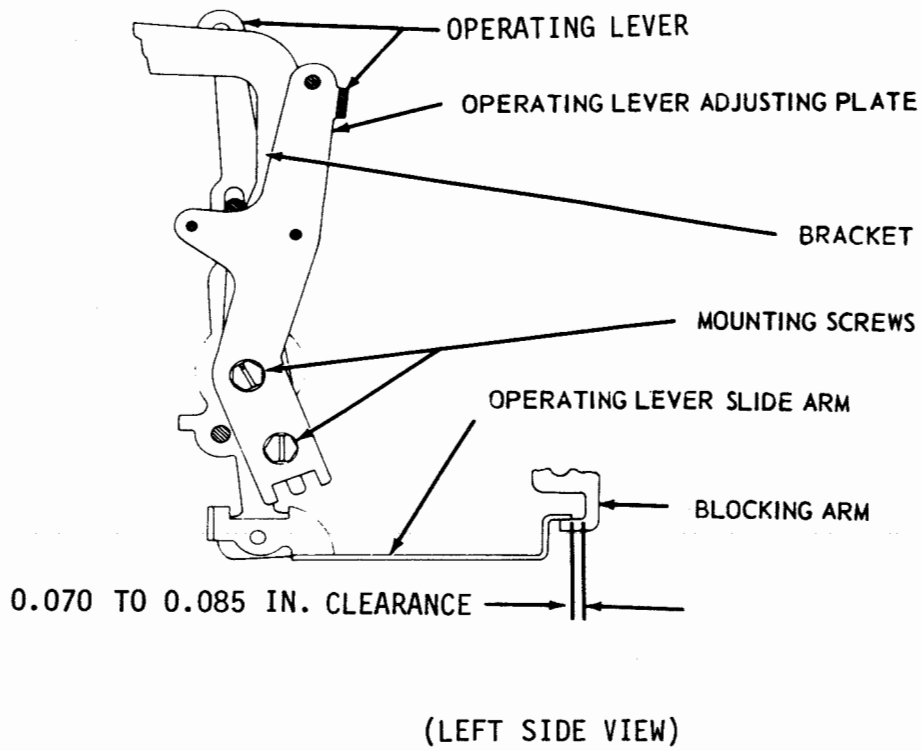 OPERATING LEVER
OPERATING LEVER ADJUSTING PLATE
BRACKET
MOUNTING SCREWS
OPERATING LEVER SLIDE ARM
BLOCKING ARM
0.070 TO 0.085 IN. CLEARANCE
(LEFT SIDE VIEW)